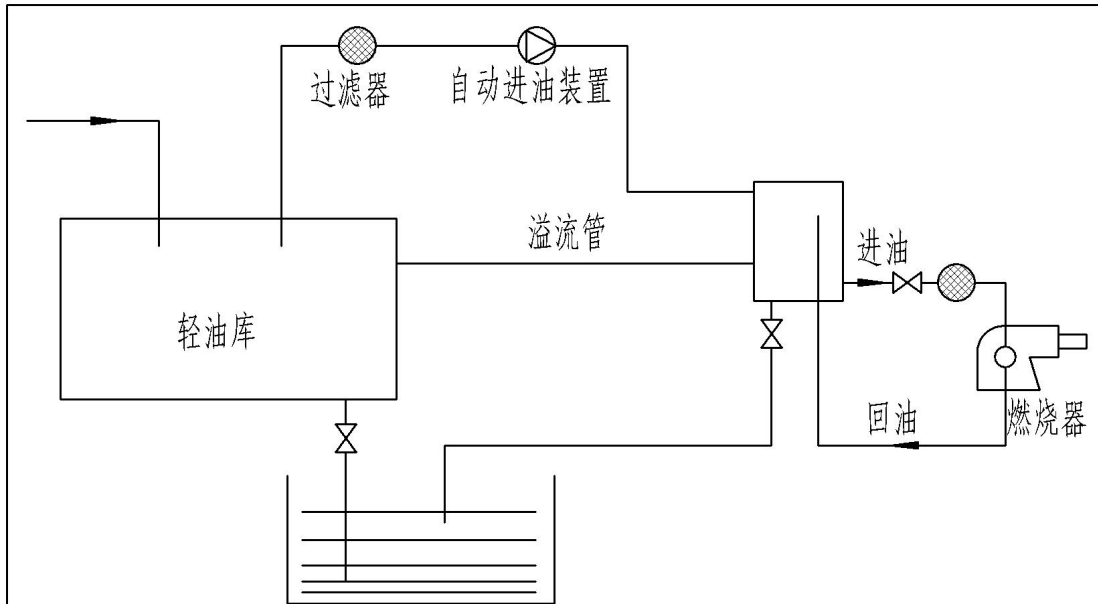 过滤器
自动进油装置
溢流管
进油
轻油库
回油
燃烧器